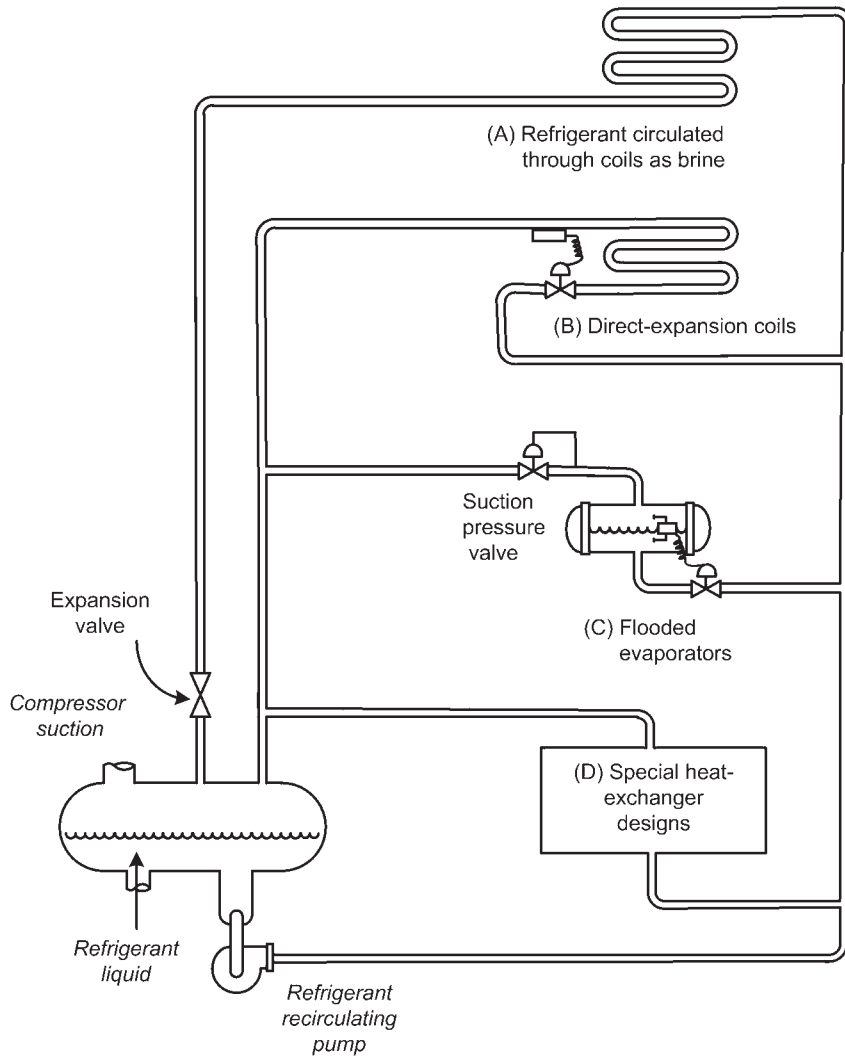 (A) Refrigerant circulated
through coils as brine
(B) Direct-expansion coils
Suction
pressure
valve
Expansion
valve
(C) Flooded
evaporators
Compressor
suction
(D) Special heat-
exchanger
designs
Refrigerant
liquid
Refrigerant
recirculating
pump